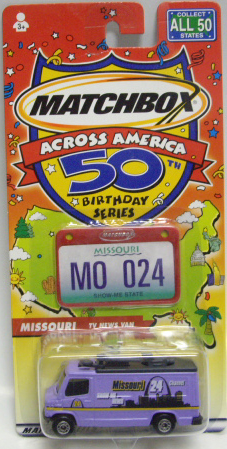 3+
COLLECT
ALL 50
STATES
MATCHBOX
ACROSS AMERICA
50TH
BIRTHDAY
SERIES
MISSOURI
MO 024
SHOW-ME STATE
MISSOURI TV NEWS VAN
Missouri 24